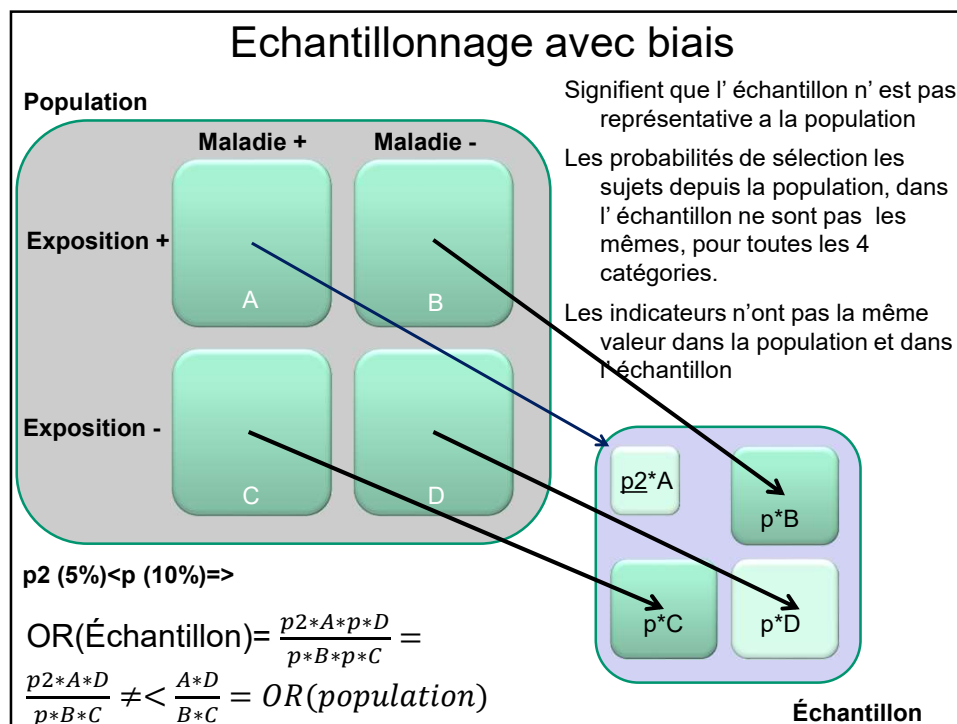 Echantillonnage avec biais
Population
Maladie +
Maladie -
Exposition +
A
B
Exposition -
C
D
Signifient que l’ échantillon n’ est pas
représentative a la population
Les probabilités de sélection les
sujets depuis la population, dans
l’ échantillon ne sont pas les
mêmes, pour toutes les 4
catégories.
Les indicateurs n’ont pas la même
valeur dans la population et dans
l’ échantillon
p2*A
p*B
p*C
p*D
Échantillon
p2 (5%)<p (10%)=>
OR(Échantillon)= \frac{p2*A*p*D}{p*B*p*C} =
\frac{p2*A*D}{p*B*C} ≠< \frac{A*D}{B*C} = OR(population)